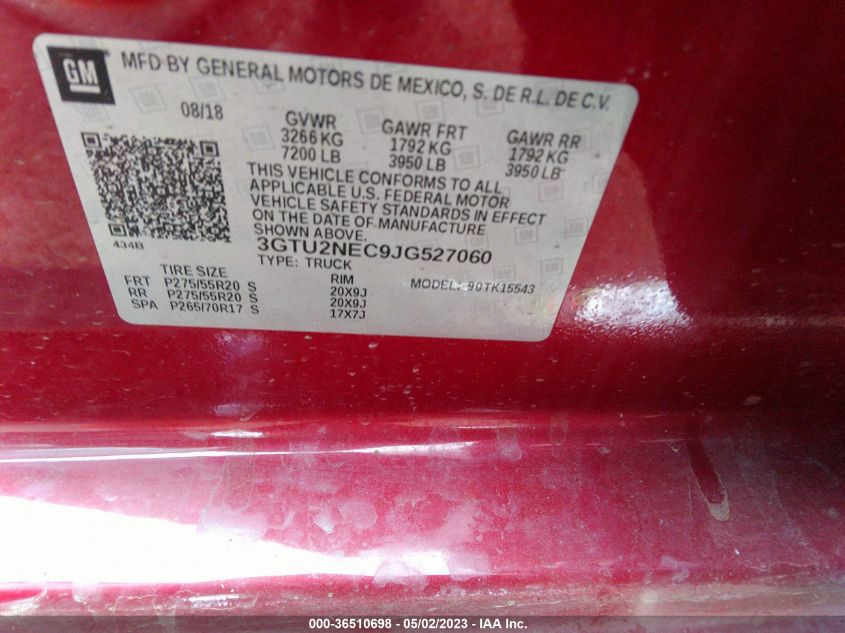 GM
MFD BY GENERAL MOTORS DE MEXICO, S. DE R.L. DE C.V.
08/18 GVWR GAWR FRT GAWR RR
3266 KG 1792 KG 1792 KG
7200 LB 3950 LB 3950 LB
THIS VEHICLE CONFORMS TO ALL
APPLICABLE U.S. FEDERAL MOTOR
VEHICLE SAFETY STANDARDS IN EFFECT
ON THE DATE OF MANUFACTURE
SHOWN ABOVE.
434B
3GTU2NEC9JG527060
TYPE: TRUCK
TIRE SIZE RIM MODEL: 90TK15543
FRT P275/55R20 S 20X9J
RR P275/55R20 S 20X9J
SPA P265/70R17 S 17X7J
000-36510698 - 05/02/2023 - IAA Inc.